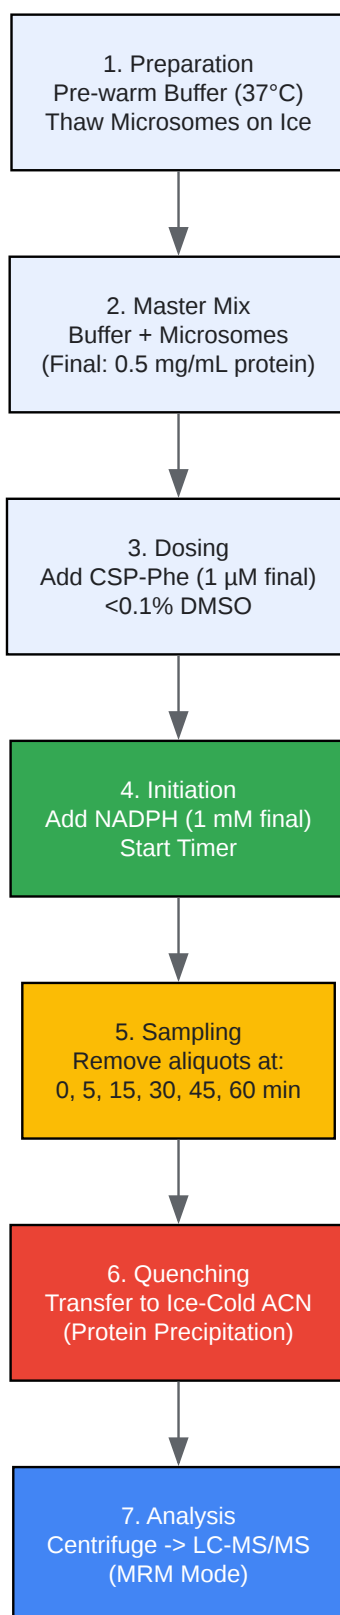 1. Preparation
Pre-warm Buffer (37°C)
Thaw Microsomes on Ice
2. Master Mix
Buffer + Microsomes
(Final: 0.5 mg/mL protein)
3. Dosing
Add CSP-Phe (1 µM final)
<0.1% DMSO
4. Initiation
Add NADPH (1 mM final)
Start Timer
5. Sampling
Remove aliquots at:
0, 5, 15, 30, 45, 60 min
6. Quenching
Transfer to Ice-Cold ACN
(Protein Precipitation)
7. Analysis
Centrifuge -> LC-MS/MS
(MRM Mode)